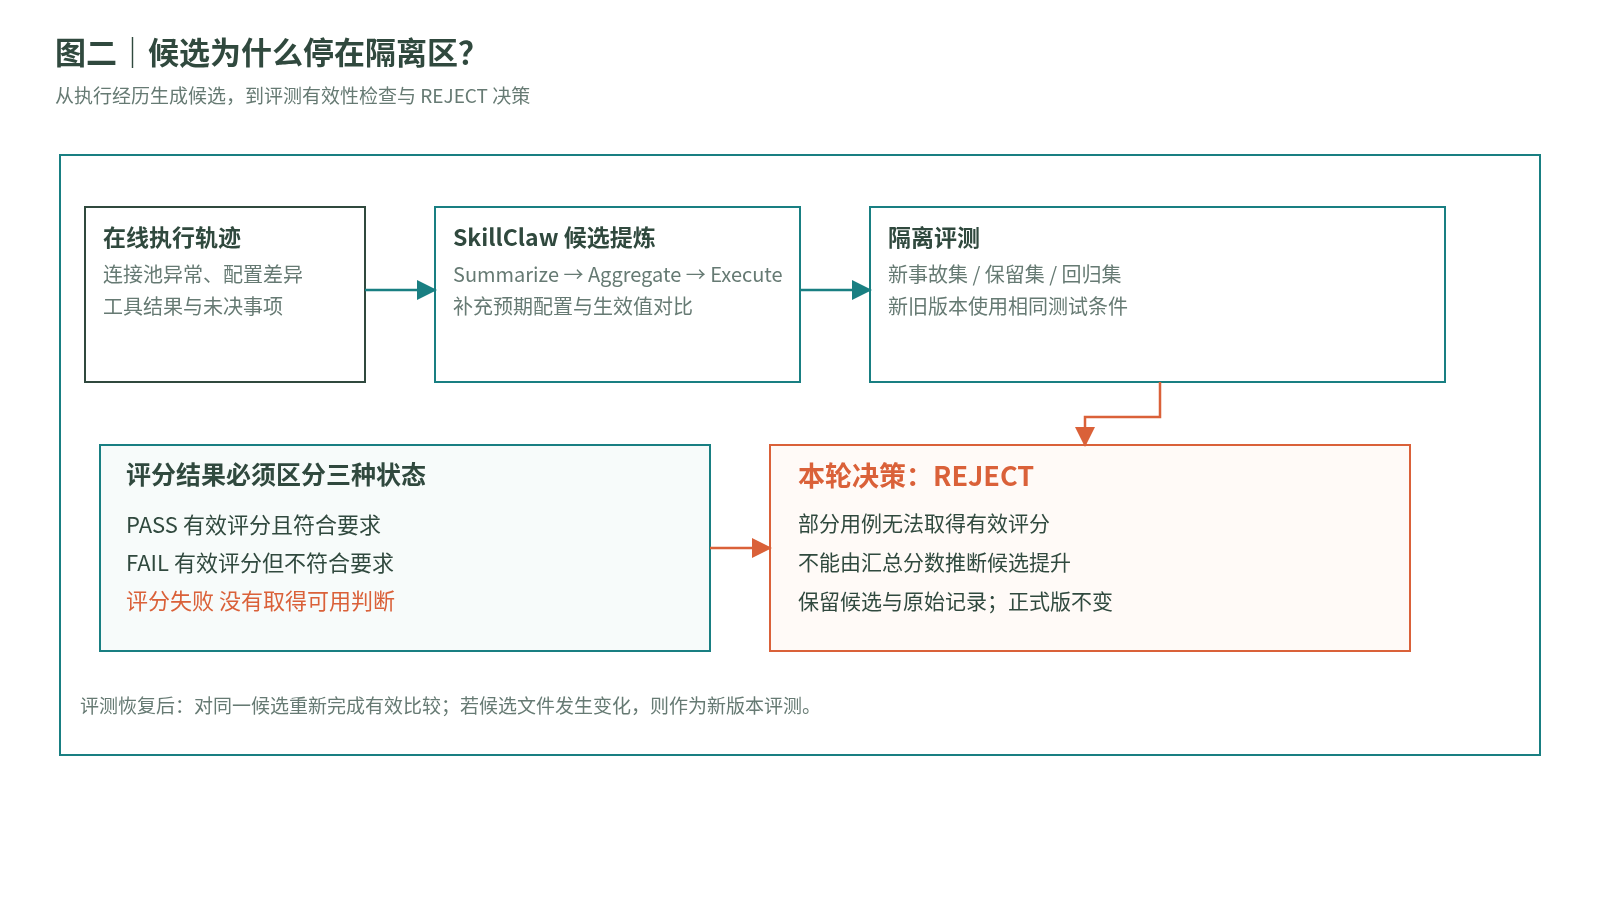 图二｜候选为什么停在隔离区？
从执行经历生成候选，到评测有效性检查与 REJECT 决策
在线执行轨迹
连接池异常、配置差异
工具结果与未决事项
SkillClaw 候选提炼
Summarize → Aggregate → Execute
补充预期配置与生效值对比
隔离评测
新事故集 / 保留集 / 回归集
新旧版本使用相同测试条件
评分结果必须区分三种状态
PASS 有效评分且符合要求
FAIL 有效评分但不符合要求
评分失败 没有取得可用判断
本轮决策：REJECT
部分用例无法取得有效评分
不能由汇总分数推断候选提升
保留候选与原始记录；正式版不变
评测恢复后：对同一候选重新完成有效比较；若候选文件发生变化，则作为新版本评测。